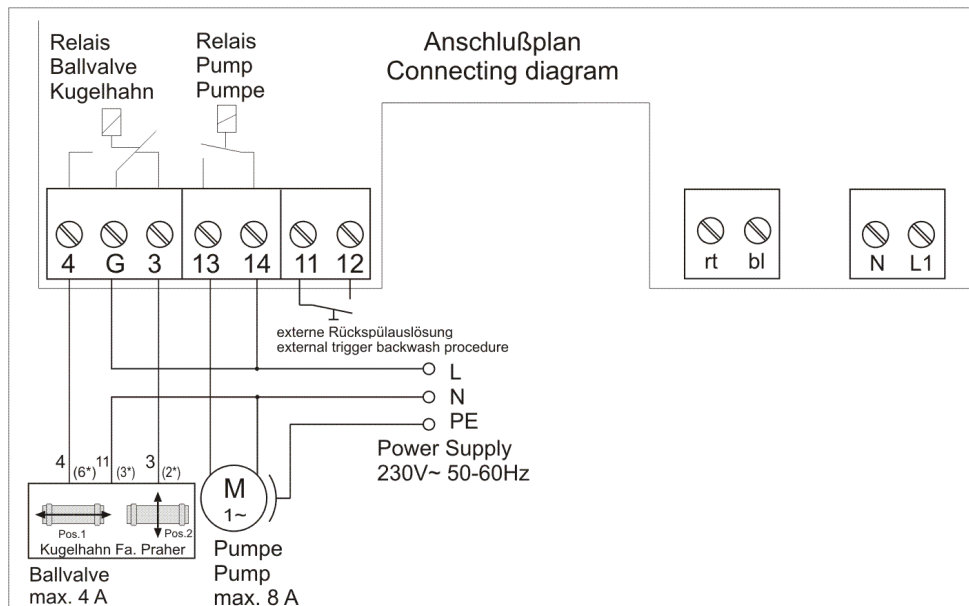 Relais
Ballvalve
Kugelhahn
Relais
Pump
Pumpe
Anschlußplan
Connecting diagram
4 G 3 13 14 11 12
rt bl
N L1
externe Rückspülauslösung
external trigger backwash procedure
L
N
PE
Power Supply
230V~ 50-60Hz
4 (6*) 11 (3*) 3 (2*)
Pos.1 Pos.2
Kugelhahn Fa. Praher
M
1~
Ballvalve
max. 4 A
Pumpe
Pump
max. 8 A